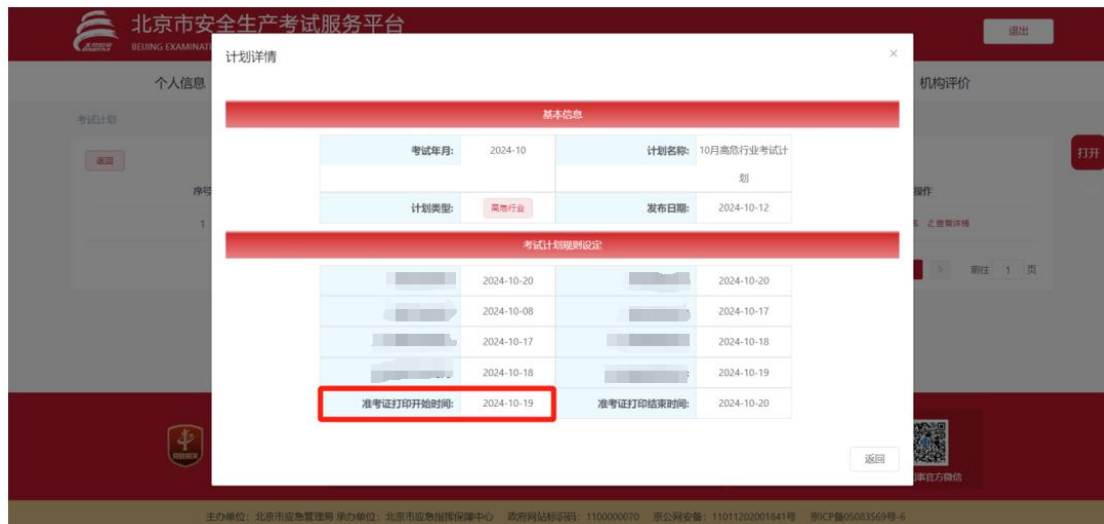 北京市安全生产考试服务平台
BEIJING EXAMINATI
退出
计划详情
×
个人信息
机构评价
考试计划
基本信息
返回
考试年月: 2024-10 计划名称: 10月高危行业考试计
划
打开
序号
操作
计划类型: 高危行业 发布日期: 2024-10-12
1
查看详情
考试计划规则设定
前往 1 页
2024-10-20 2024-10-20
2024-10-08 2024-10-17
2024-10-17 2024-10-18
2024-10-18 2024-10-19
准考证打印开始时间: 2024-10-19 准考证打印结束时间: 2024-10-20
返回
官方微信
主办单位：北京市应急管理局 承办单位：北京市应急指挥保障中心 政府网站标识码：1100000070 京公网安备：11011202001841号 京ICP备05083569号-6